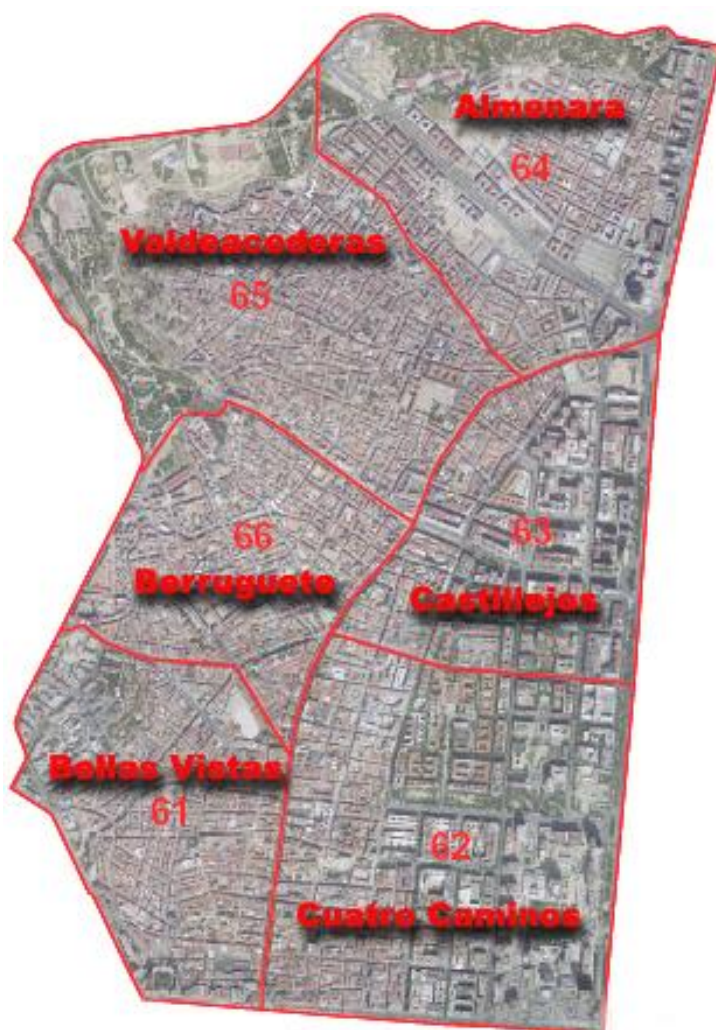 Almenara
64
Valdeacederas
65
63
Castillejos
66
Berruguete
Bellas Vistas
61
62
Cuatro Caminos